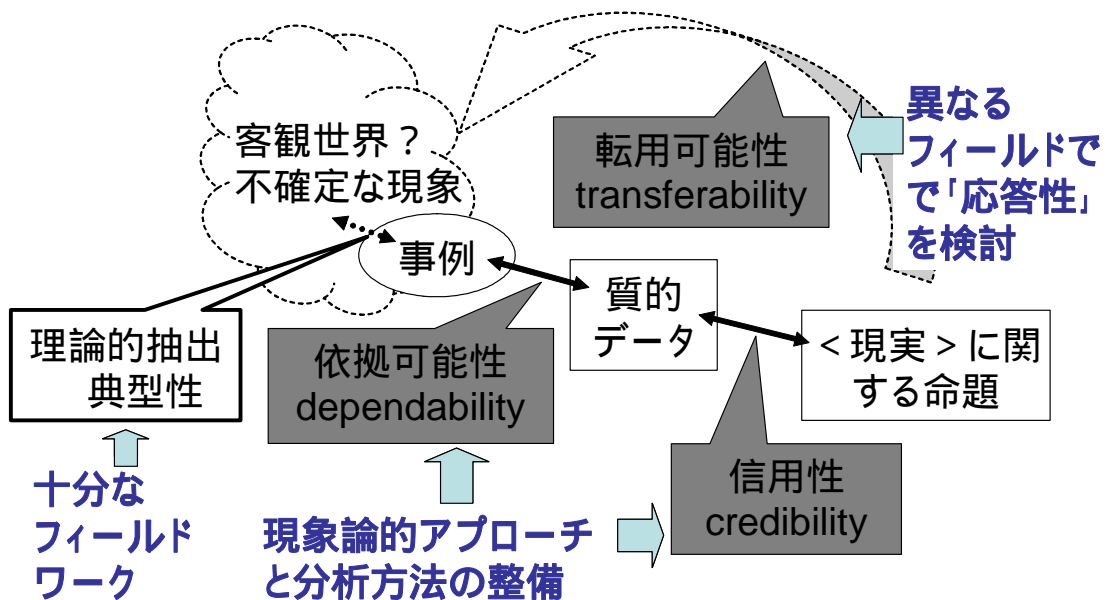 客観世界？
不確定な現象
事例
理論的抽出
典型性
十分な
フィールド
ワーク
依拠可能性
dependability
現象論的アプローチ
と分析方法の整備
質的
データ
転用可能性
transferability
異なる
フィールドで
で「応答性」
を検討
＜現実＞に関
する命題
信用性
credibility